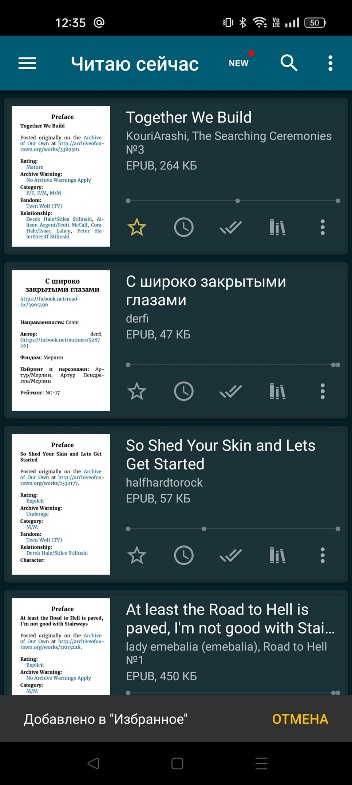 12:35 @
50
Читаю сейчас
NEW
Preface
Together We Build
Posted originally on the Archive
of Our Own at
Rating:
Mature
Archive Warning:
No Archive Warnings Apply
Category:
F/F, F/M, M/M
Fandom:
Teen Wolf (TV)
Relationship:
Derek Hale/Stiles Stilinski,
Together We Build
KouriArashi, The Searching Ceremonies
№3
EPUB, 264 КБ
С широко
закрытыми глазами
Направленность: Слэш
Автор: derfi
Фандом: Мерлин
Пэйринг и персонажи: Ар-
тур/Мерлин, Артур Пендра-
гон/Мерлин
Рейтинг: NC-17
С широко закрытыми
глазами
derfi
EPUB, 47 КБ
Preface
So Shed Your Skin and Lets Get
Started
Posted originally on the Archive
of Our Own at
Rating:
Explicit
Archive Warning:
Underage
Category:
M/M
Fandom:
Teen Wolf (TV)
Relationship:
Derek Hale/Stiles Stilinski
Character:
So Shed Your Skin and Lets
Get Started
halfhardtorock
EPUB, 57 КБ
Preface
At least the Road to Hell is paved,
I'm not good with Stairways
Posted originally on the Archive
of Our Own at
Rating:
Explicit
Archive Warning:
No Archive Warnings Apply
Category:
M/M
At least the Road to Hell is
paved, I'm not good with Stai...
lady emebalia (emebalia), Road to Hell
№1
EPUB, 450 КБ
Добавлено в "Избранное"
ОТМЕНА